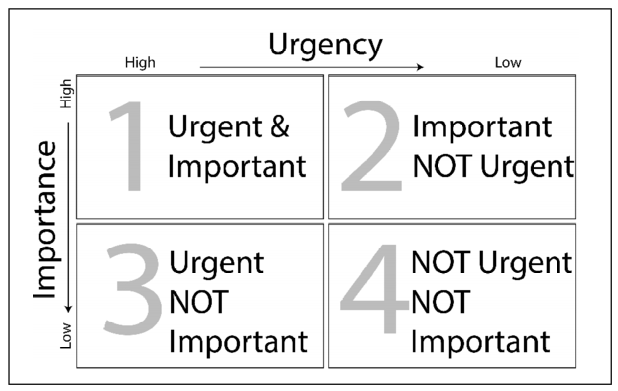 Urgency
High
Low
Importance
High
Low
1
Urgent &
Important
2
Important
NOT Urgent
3
Urgent
NOT
Important
4
NOT Urgent
NOT
Important